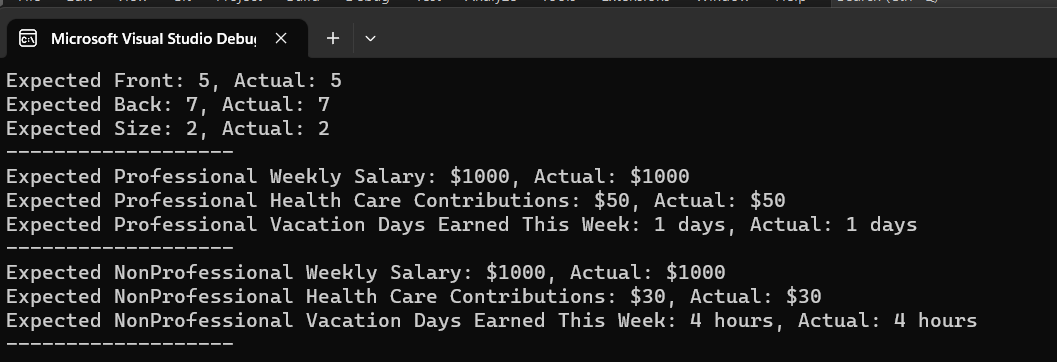 Microsoft Visual Studio Debu
Expected Front: 5, Actual: 5
Expected Back: 7, Actual: 7
Expected Size: 2, Actual: 2
-------------------
Expected Professional Weekly Salary: $1000, Actual: $1000
Expected Professional Health Care Contributions: $50, Actual: $50
Expected Professional Vacation Days Earned This Week: 1 days, Actual: 1 days
-------------------
Expected NonProfessional Weekly Salary: $1000, Actual: $1000
Expected NonProfessional Health Care Contributions: $30, Actual: $30
Expected NonProfessional Vacation Days Earned This Week: 4 hours, Actual: 4 hours
-------------------